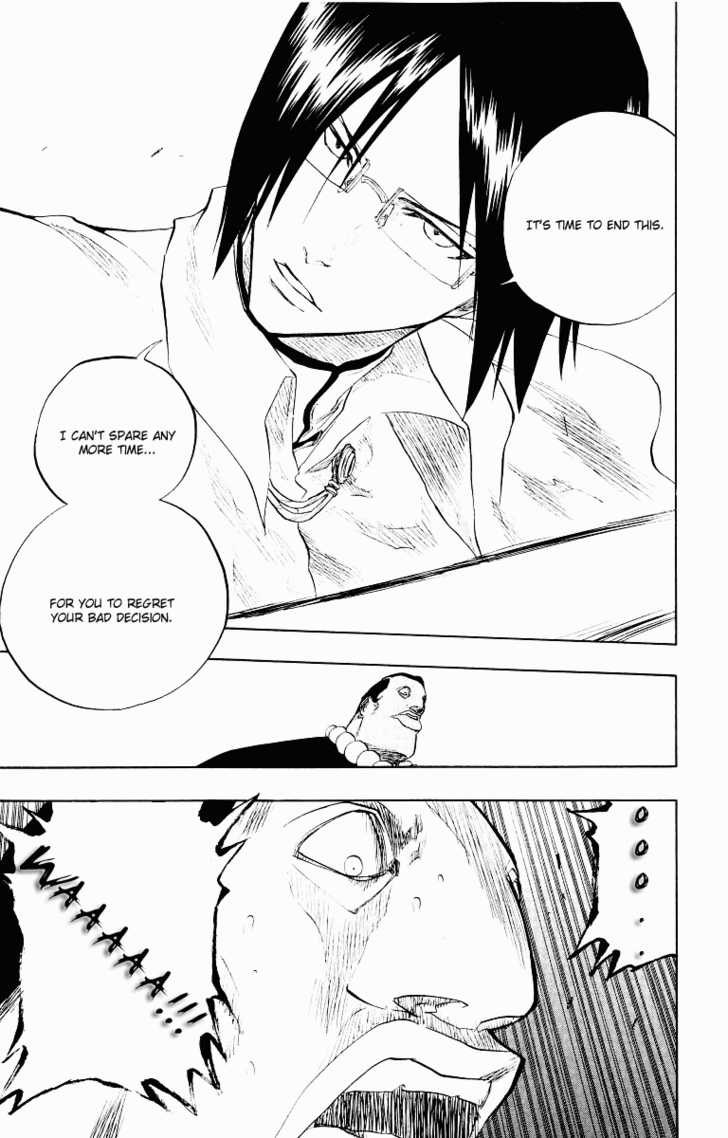 IT'S TIME TO END THIS.
I CAN'T SPARE ANY
MORE TIME...
FOR YOU TO REGRET
YOUR BAD DECISION.
OOO...
WAAAAAA!!!